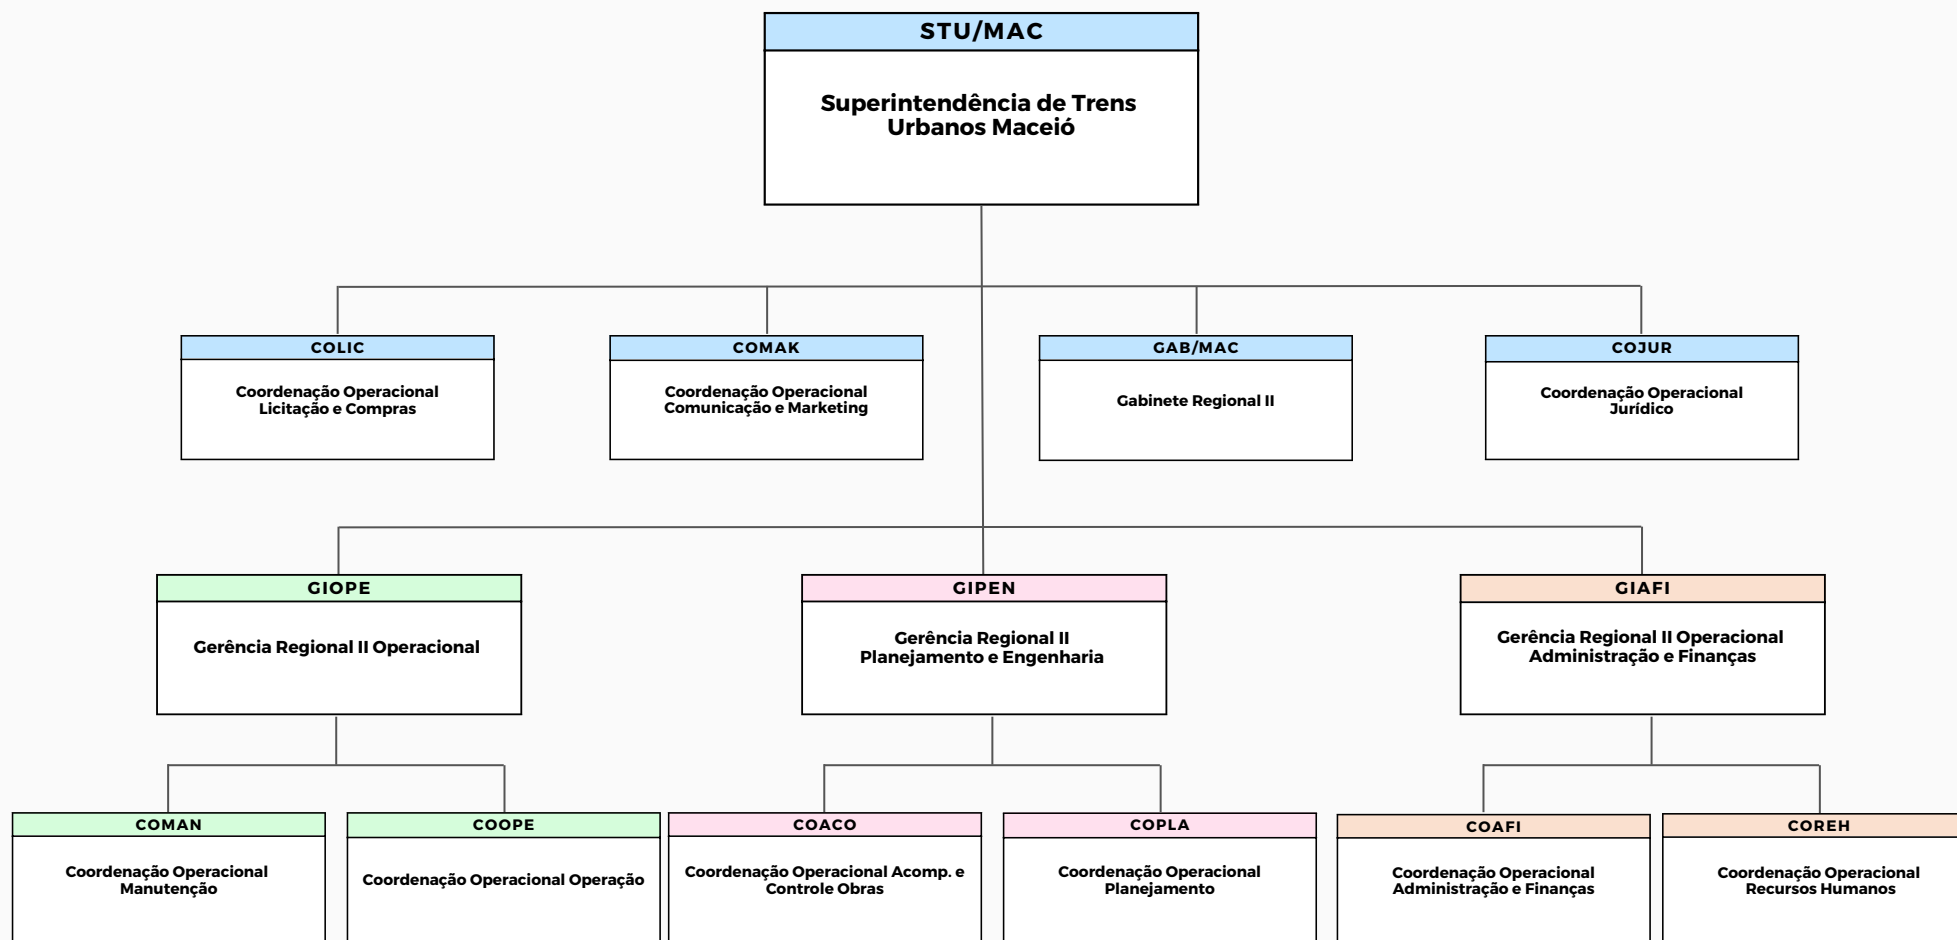 STU/MAC
Superintendência de Trens
Urbanos Maceió
COLIC
Coordenação Operacional
Licitação e Compras
COMAK
Coordenação Operacional
Comunicação e Marketing
GAB/MAC
Gabinete Regional II
COJUR
Coordenação Operacional
Jurídico
GIOPE
Gerência Regional II Operacional
GIPEN
Gerência Regional II
Planejamento e Engenharia
GIAFI
Gerência Regional II Operacional
Administração e Finanças
COMAN
Coordenação Operacional
Manutenção
COOPE
Coordenação Operacional Operação
COACO
Coordenação Operacional Acomp. e
Controle Obras
COPLA
Coordenação Operacional
Planejamento
COAFI
Coordenação Operacional
Administração e Finanças
COREH
Coordenação Operacional
Recursos Humanos